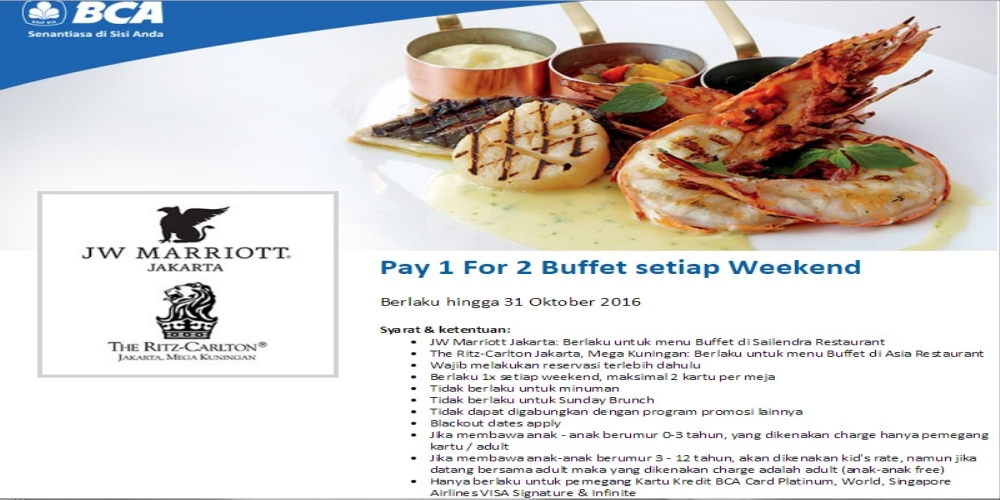 BCA
Senantiasa di Sisi Anda
JW MARRIOTT®
JAKARTA
THE RITZ-CARLTON®
JAKARTA, MEGA KUNINGAN
Pay 1 For 2 Buffet setiap Weekend
Berlaku hingga 31 Oktober 2016
Syarat & ketentuan:
• JW Marriott Jakarta: Berlaku untuk menu Buffet di Sailendra Restaurant
• The Ritz-Carlton Jakarta, Mega Kuningan: Berlaku untuk menu Buffet di Asia Restaurant
• Wajib melakukan reservasi terlebih dahulu
• Berlaku 1x setiap weekend, maksimal 2 kartu per meja
• Tidak berlaku untuk minuman
• Tidak berlaku untuk Sunday Brunch
• Tidak dapat digabungkan dengan program promosi lainnya
• Blackout dates apply
• Jika membawa anak - anak berumur 0-3 tahun, yang dikenakan charge hanya pemegang
kartu / adult
• Jika membawa anak-anak berumur 3 - 12 tahun, akan dikenakan kid's rate, namun jika
datang bersama adult maka yang dikenakan charge adalah adult (anak-anak free)
• Hanya berlaku untuk pemegang Kartu Kredit BCA Card Platinum, World, Singapore
Airlines VISA Signature & Infinite